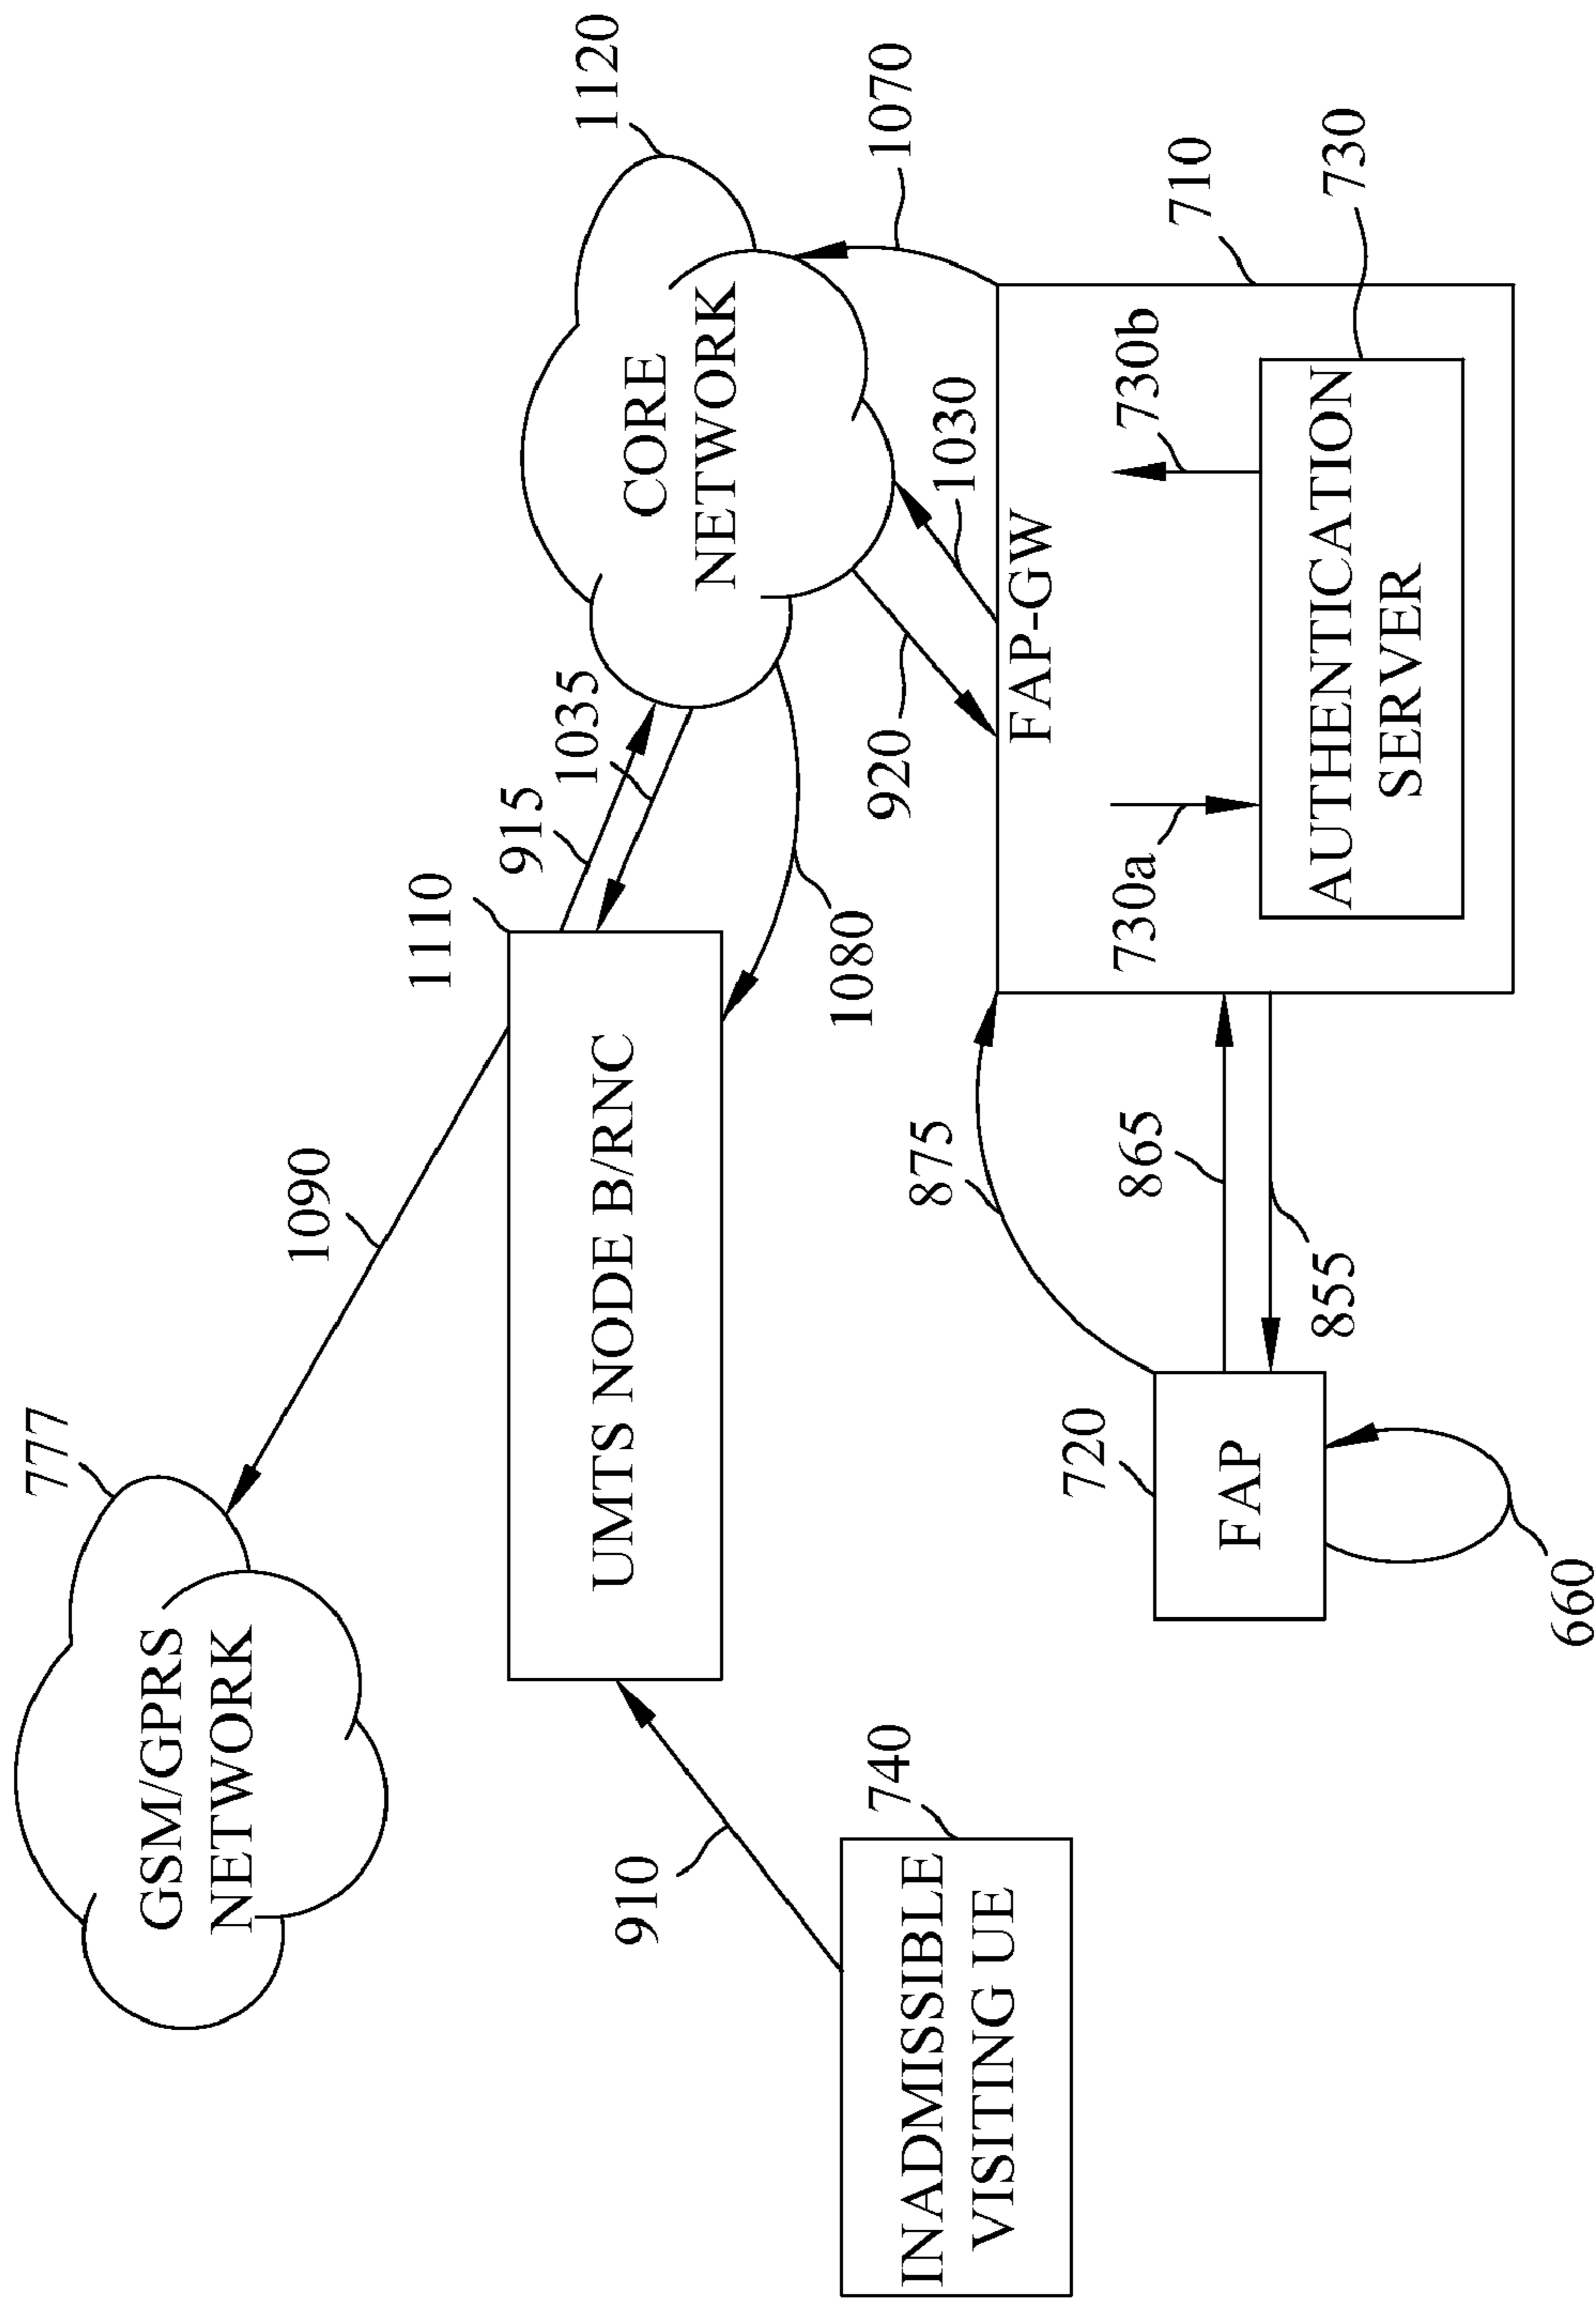 777
GSM/GPRS
NETWORK
1090
1110
915
1035
CORE
NETWORK
1120
UMTS NODE B/RNC
910
1080
920
1030
1070
INADMISSIBLE
VISITING UE
740
875
FAP-GW
710
720
FAP
865
855
730a
730b
730
AUTHENTICATION
SERVER
660